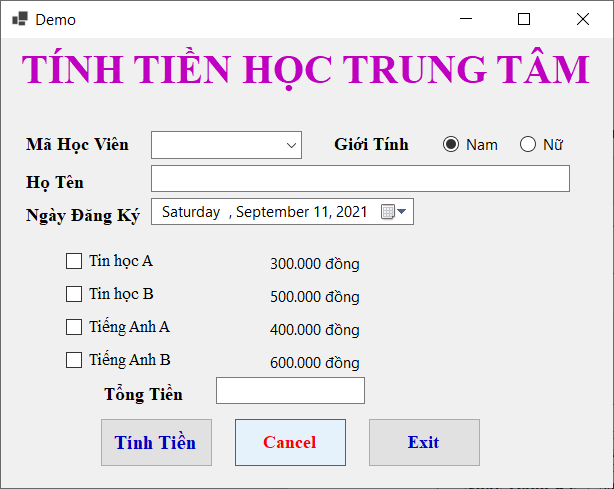 Demo
TÍNH TIỀN HỌC TRUNG TÂM
Mã Học Viên Giới Tính Nam Nữ
Họ Tên
Ngày Đăng Ký Saturday , September 11, 2021
Tin học A 300.000 đồng
Tin học B 500.000 đồng
Tiếng Anh A 400.000 đồng
Tiếng Anh B 600.000 đồng
Tổng Tiền
Tính Tiền Cancel Exit